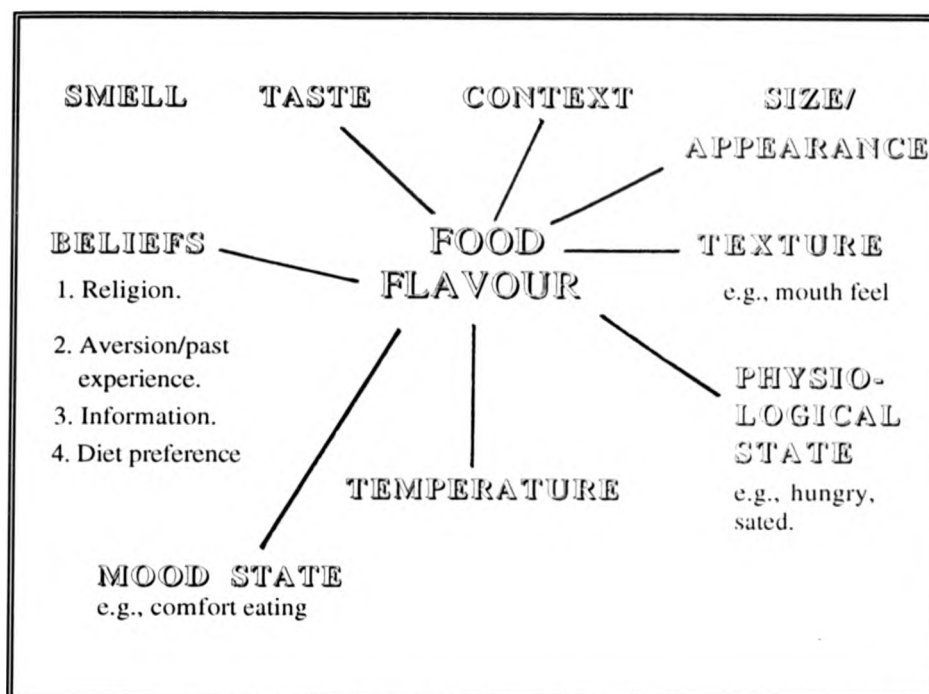 SMELL TASTE CONTEXT SIZE/
APPEARANCE
BELIEFS
1. Religion.
2. Aversion/past
experience.
3. Information.
4. Diet preference
FOOD
FLAVOUR
TEXTURE
e.g., mouth feel
PHYSIO-
LOGICAL
STATE
e.g., hungry,
sated.
TEMPERATURE
MOOD STATE
e.g., comfort eating